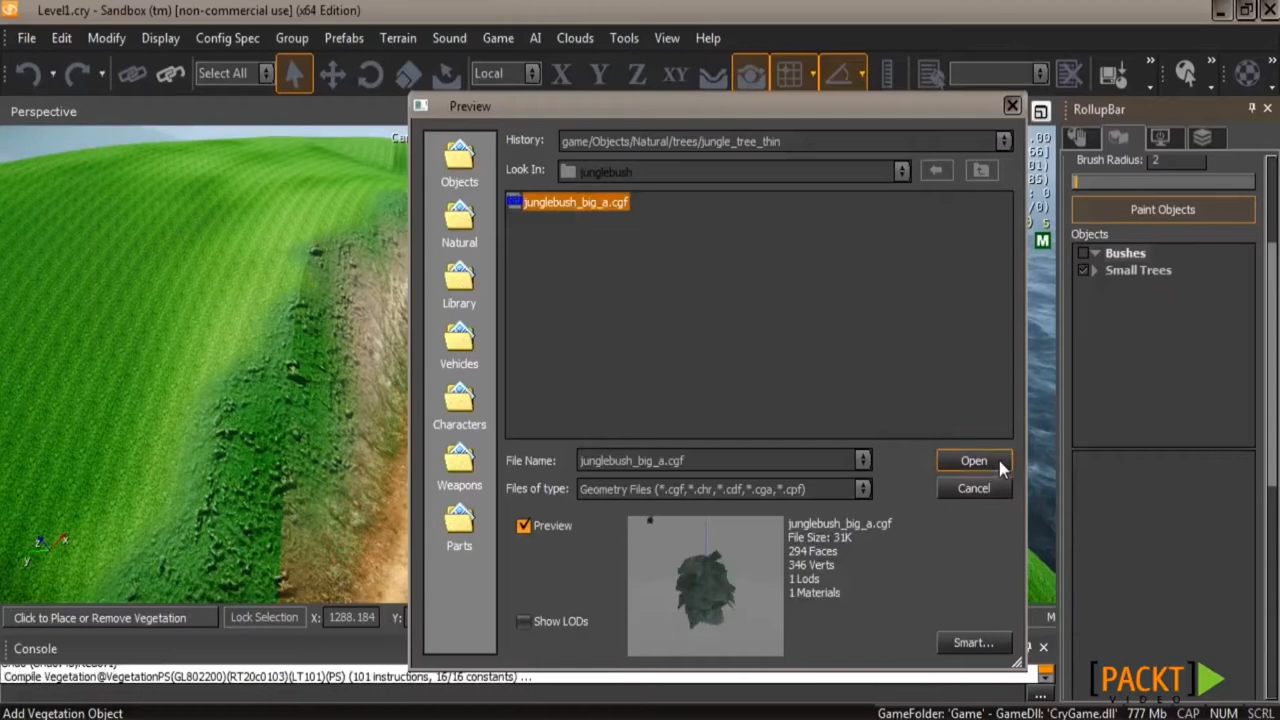 Level1.cry - Sandbox (tm) [non-commercial use] (x64 Edition)
File Edit Modify Display Config Spec Group Prefabs Terrain Sound Game AI Clouds Tools View Help
Select All Local X Y Z XY
Perspective
Preview
RollupBar
History: game/Objects/Natural/trees/jungle_tree_thin
Look In: junglebush
Brush Radius: 2
Objects
Natural
Library
Vehicles
Characters
Weapons
Parts
junglebush_big_a.cgf
Paint Objects
Objects
Bushes
Small Trees
M
File Name: junglebush_big_a.cgf Open
Files of type: Geometry Files (*.cgf,*.chr,*.cdf,*.cga,*.cpf) Cancel
Preview
junglebush_big_a.cgf
File Size: 31K
294 Faces
346 Verts
1 Lods
1 Materials
Show LODs
Smart...
z x
y
Click to Place or Remove Vegetation Lock Selection X: 1288.184 Y: M
Console
Compile Vegetation@VegetationPS(GL802200)(RT20c0103)(LT101)(PS) (101 instructions, 16/16 constants) ...
...
[PACKT]
VIDEO
Add Vegetation Object GameFolder: 'Game' - GameDll: 'CryGame.dll' 777 Mb CAP NUM SCRL